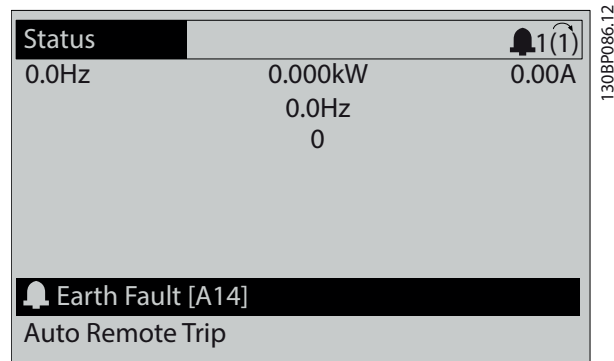 Status 1(1)
0.0Hz 0.000kW 0.00A
0.0Hz
0
Earth Fault [A14]
Auto Remote Trip
130BP086.12